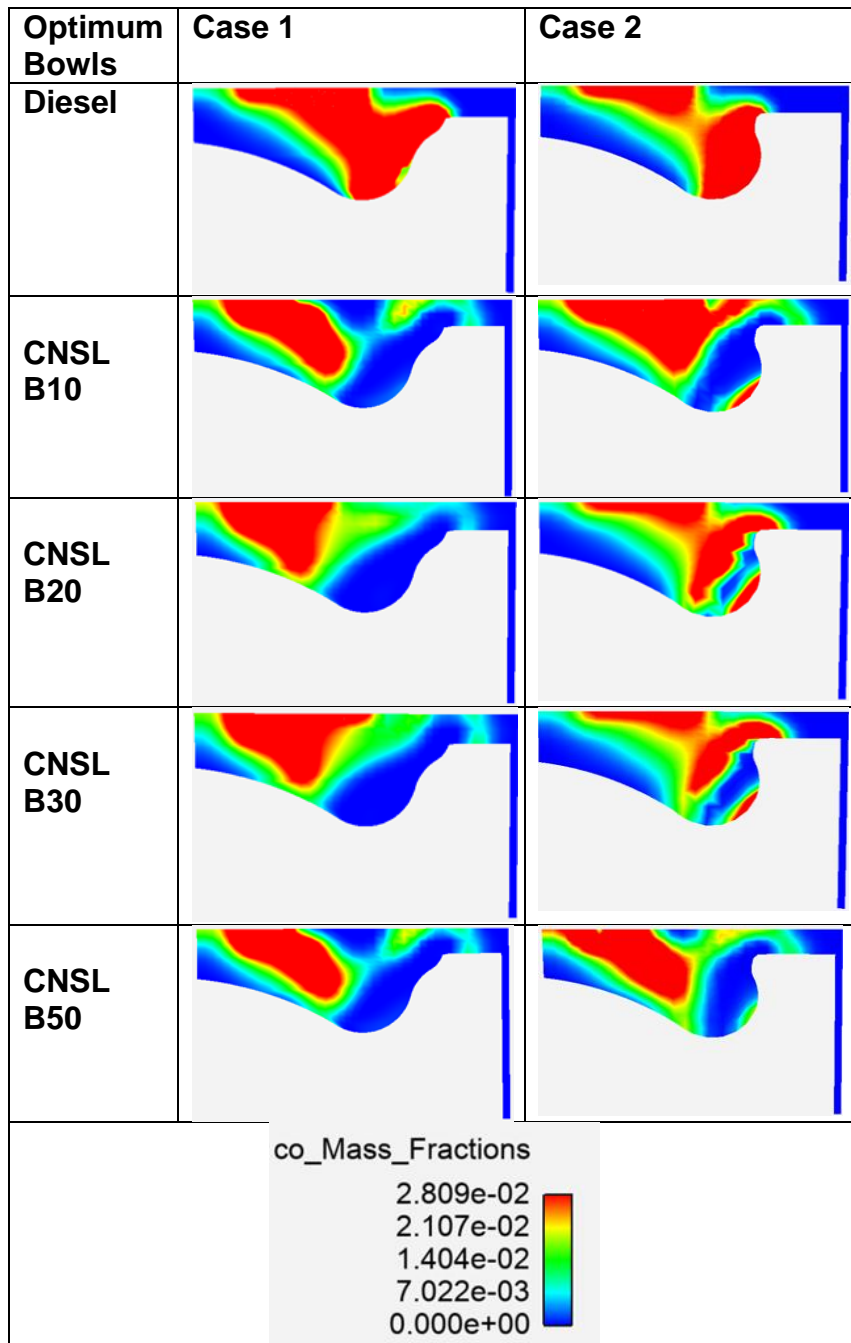 Optimum
Bowls
Case 1
Case 2
Diesel
CNSL
B10
CNSL
B20
CNSL
B30
CNSL
B50
co_Mass_Fractions
2.809e-02
2.107e-02
1.404e-02
7.022e-03
0.000e+00